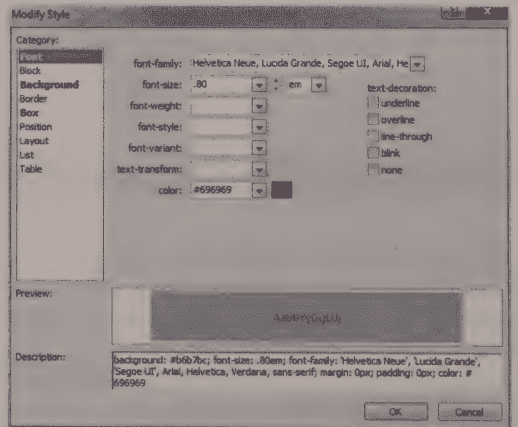 Modify Style
Category:
Font
Block
Background
Border
Box
Position
Layout
List
Table
font-family: Helvetica Neue, Lucida Grande, Segoe UI, Arial, He
font-size: .80 em
font-weight:
font-style:
font-variant:
text-transform:
color: #696969
text-decoration:
underline
overline
line-through
blink
none
Preview:
AaBbYyGgLlJj
Description:
background: #b6b7bc; font-size: .80em; font-family: 'Helvetica Neue', 'Lucida Grande',
'Segoe UI', Arial, Helvetica, Verdana, sans-serif; margin: 0px; padding: 0px; color: #
696969
OK
Cancel